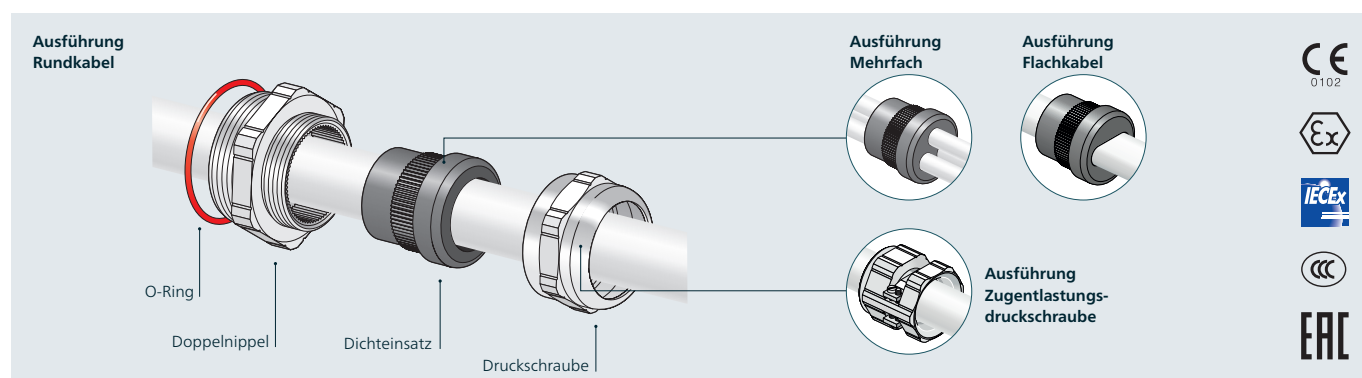 Ausführung
Rundkabel
Ausführung
Mehrfach
Ausführung
Flachkabel
O-Ring
Doppelnippel
Dichteinsatz
Druckschraube
Ausführung
Zugentlastungs-
druckschraube
CE
0102
Ex
IECEx
CCC
EAC